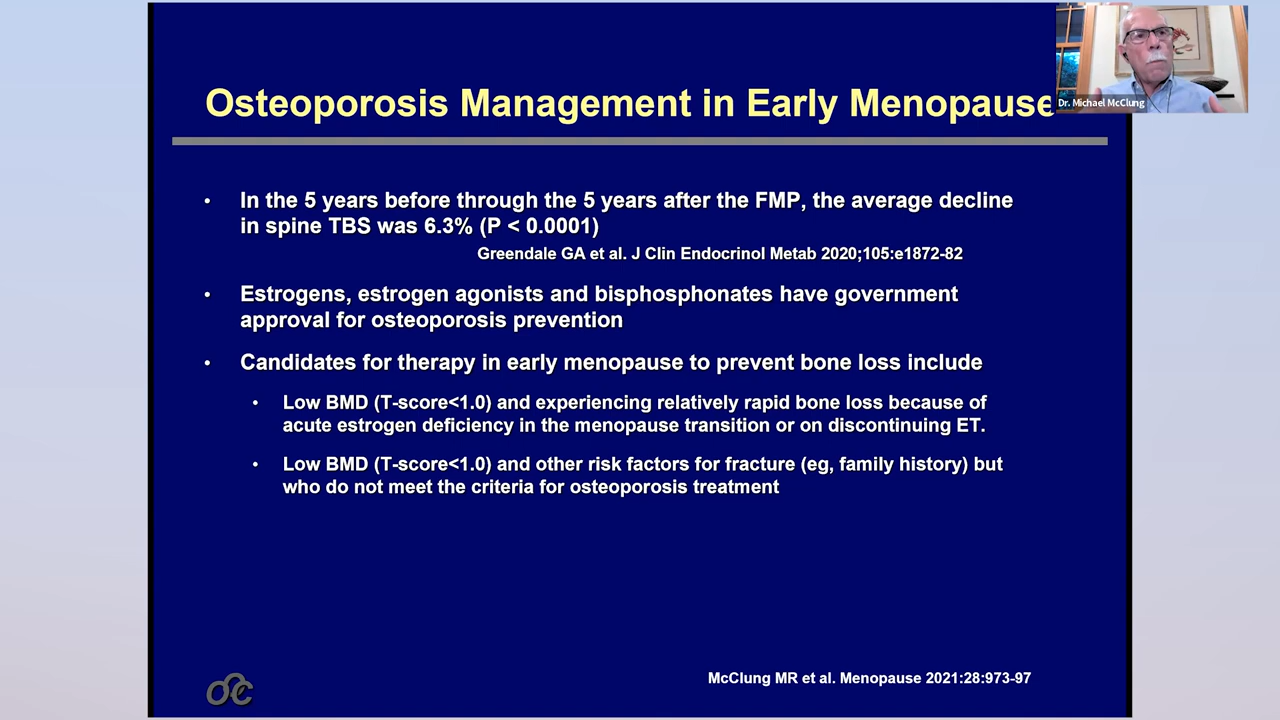 Osteoporosis Management in Early Menopause
Dr. Michael McClung
• In the 5 years before through the 5 years after the FMP, the average decline
in spine TBS was 6.3% (P < 0.0001)
Greendale GA et al. J Clin Endocrinol Metab 2020;105:e1872-82
• Estrogens, estrogen agonists and bisphosphonates have government
approval for osteoporosis prevention
• Candidates for therapy in early menopause to prevent bone loss include
• Low BMD (T-score<1.0) and experiencing relatively rapid bone loss because of
acute estrogen deficiency in the menopause transition or on discontinuing ET.
• Low BMD (T-score<1.0) and other risk factors for fracture (eg, family history) but
who do not meet the criteria for osteoporosis treatment
McClung MR et al. Menopause 2021:28:973-97